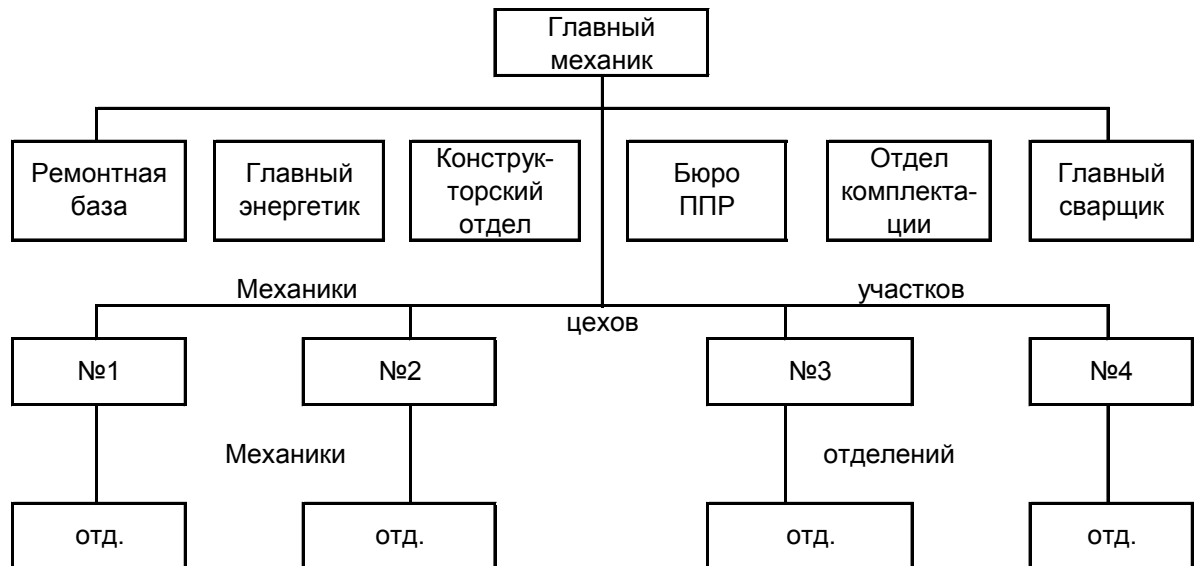 Главный
механик
Ремонтная
база
Главный
энергетик
Конструк-
торский
отдел
Бюро
ППР
Отдел
комплекта-
ции
Главный
сварщик
Механики
цехов
участков
№1
№2
№3
№4
Механики
отделений
отд.
отд.
отд.
отд.